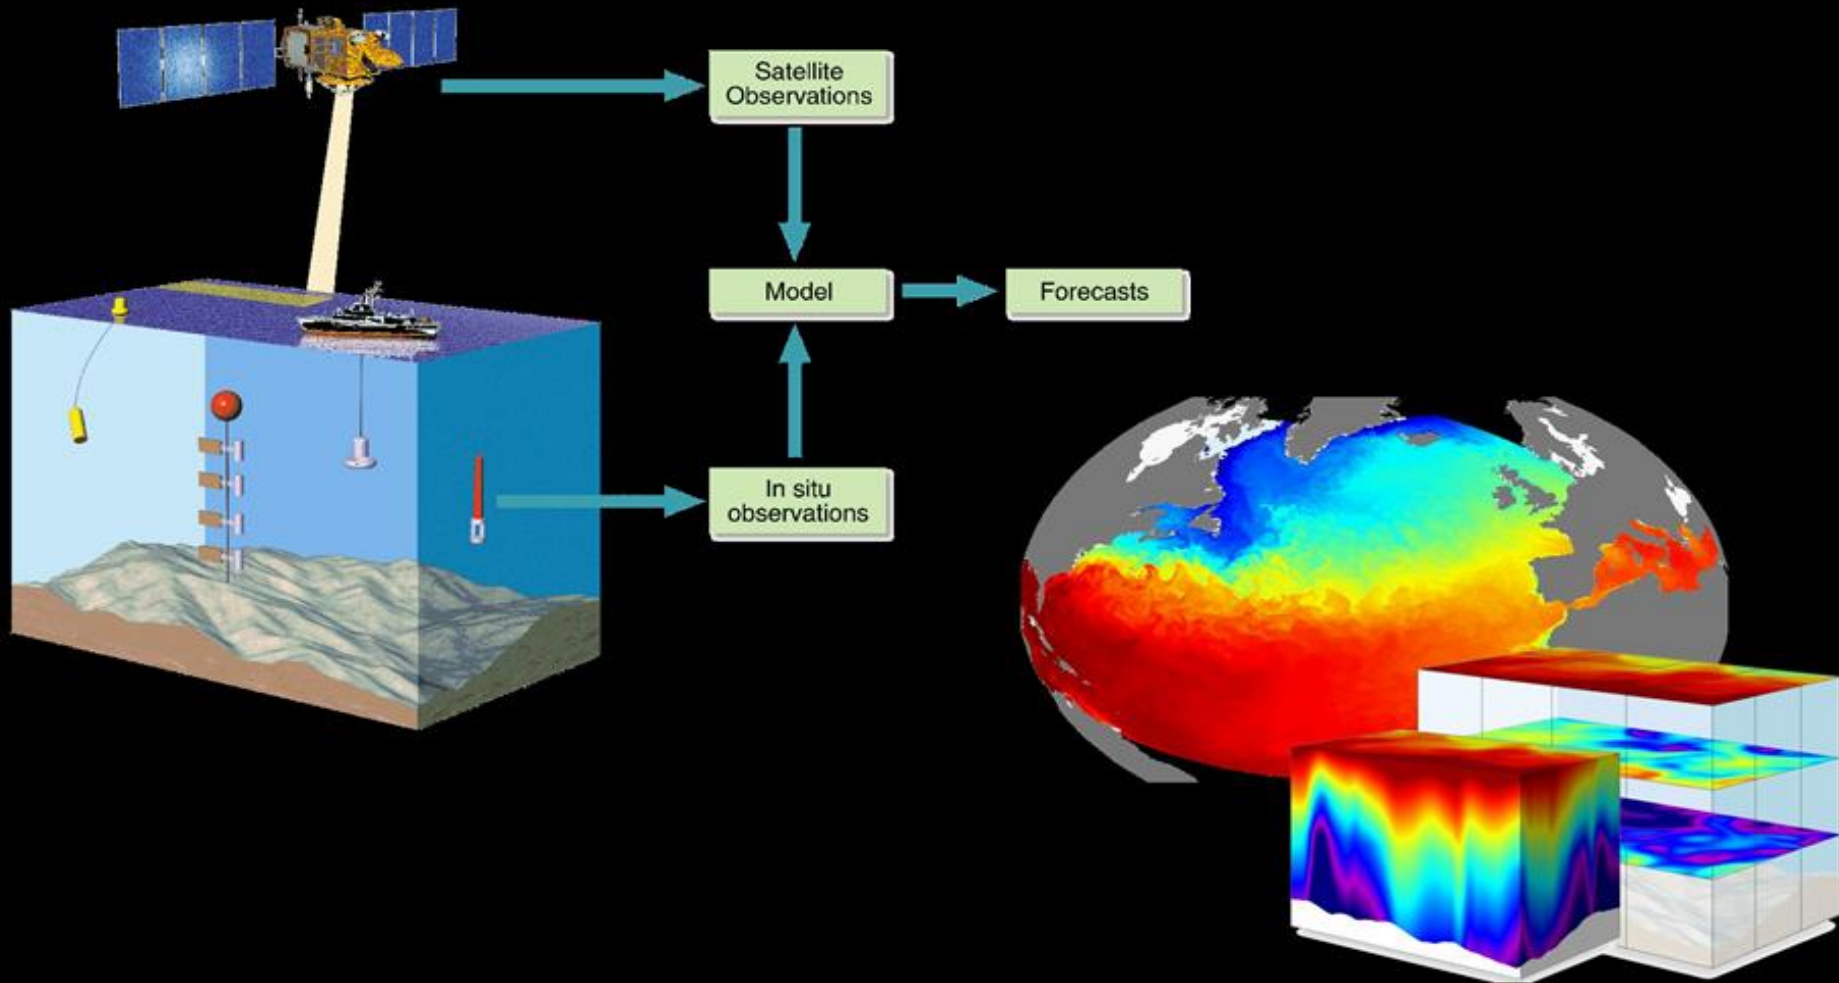 Satellite
Observations
Model
Forecasts
In situ
observations